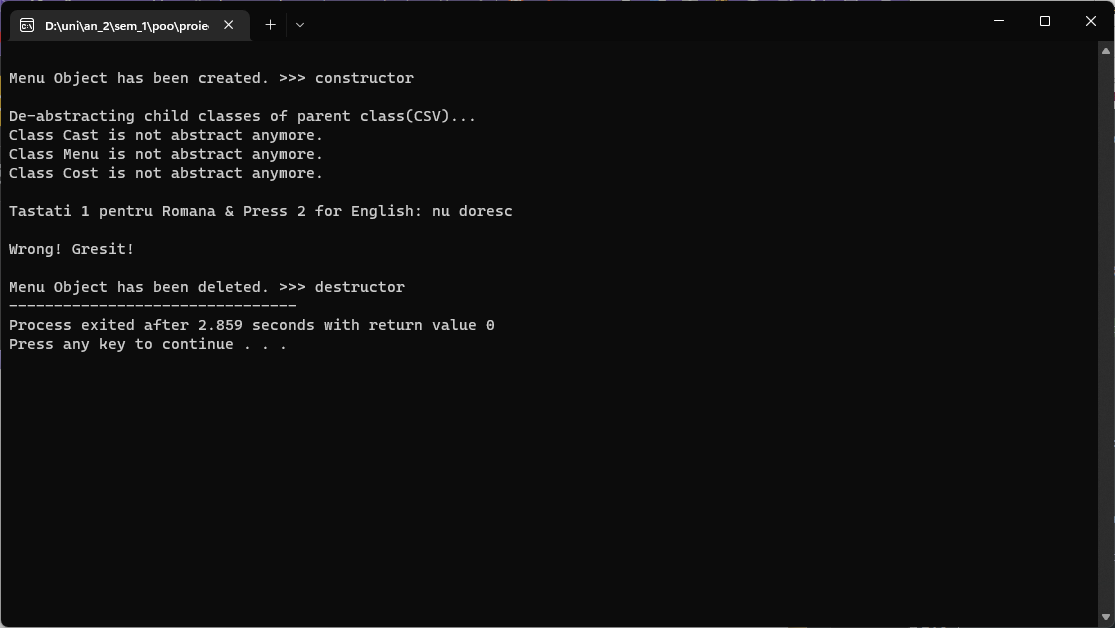 D:\uni\an_2\sem_1\poo\proie
Menu Object has been created. >>> constructor
De-abstracting child classes of parent class(CSV)...
Class Cast is not abstract anymore.
Class Menu is not abstract anymore.
Class Cost is not abstract anymore.
Tastati 1 pentru Romana & Press 2 for English: nu doresc
Wrong! Gresit!
Menu Object has been deleted. >>> destructor
--------------------------------
Process exited after 2.859 seconds with return value 0
Press any key to continue . . .